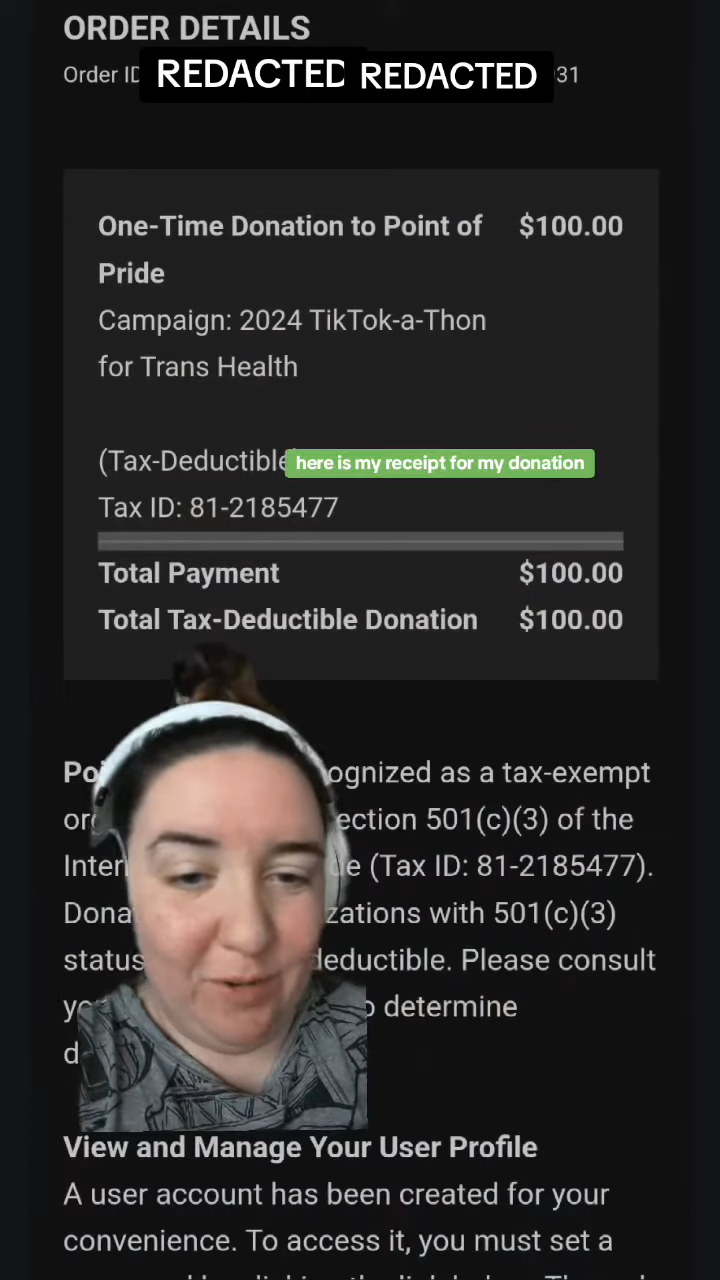 ORDER DETAILS
Order ID REDACTED REDACTED 31
One-Time Donation to Point of $100.00
Pride
Campaign: 2024 TikTok-a-Thon
for Trans Health
(Tax-Deductible here is my receipt for my donation
Tax ID: 81-2185477
Total Payment $100.00
Total Tax-Deductible Donation $100.00
ognized as a tax-exempt
ection 501(c)(3) of the
(Tax ID: 81-2185477).
zations with 501(c)(3)
status deductible. Please consult
determine
View and Manage Your User Profile
A user account has been created for your
convenience. To access it, you must set a